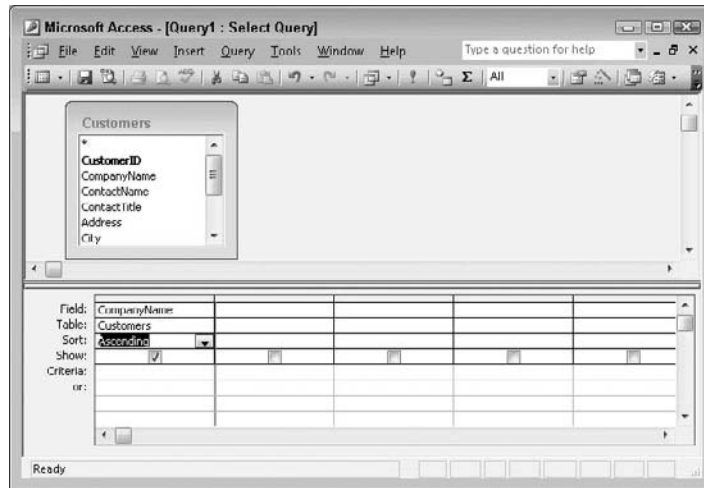 Microsoft Access - [Query1 : Select Query]
File Edit View Insert Query Tools Window Help Type a question for help
Σ All
Customers
*
CustomerID
CompanyName
ContactName
ContactTitle
Address
City
Field: CompanyName
Table: Customers
Sort: Ascending
Show:
Criteria:
or:
Ready